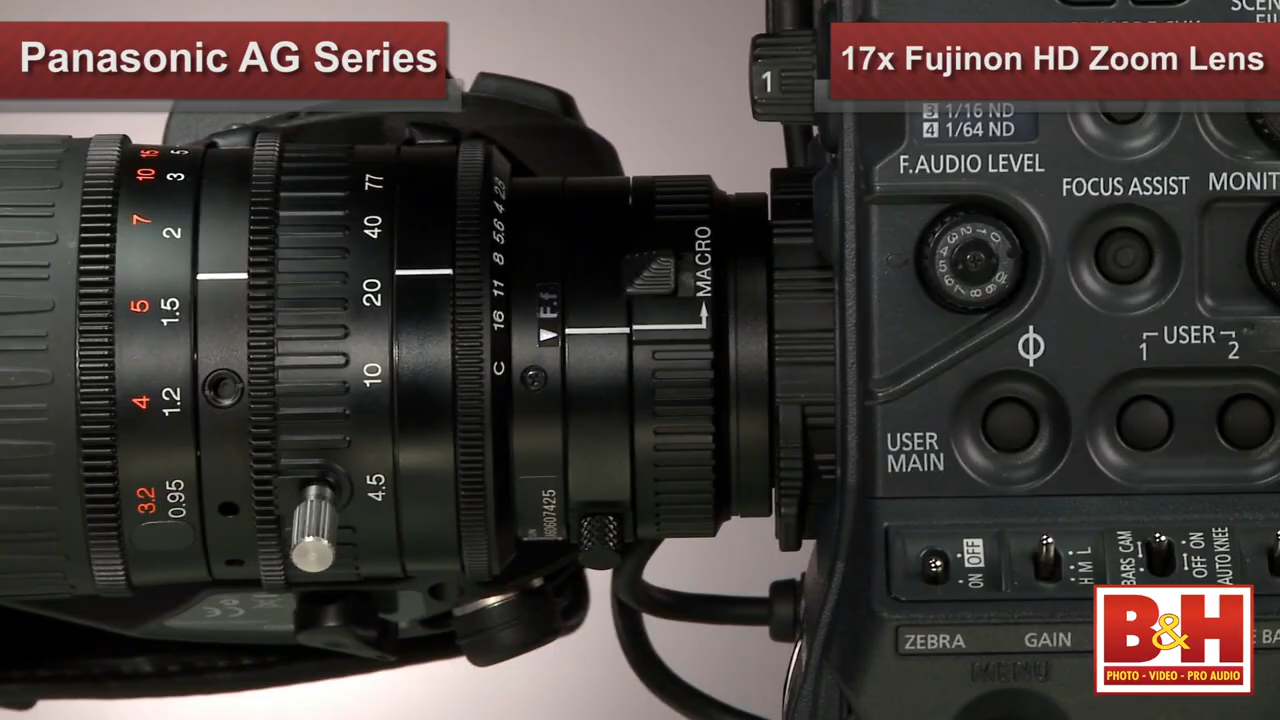 Panasonic AG Series
17x Fujinon HD Zoom Lens
1
3 1/16 ND
4 1/64 ND
F.AUDIO LEVEL
FOCUS ASSIST
MONIT
USER
1 2
USER
MAIN
ON OFF
H M L
BARS CAM
OFF ON
AUTO KNEE
ZEBRA
GAIN
MENU
10 7 5 4 3.2
5 3 2 1.5 1.2 0.95
77 40 20 10 4.5
C 16 11 8 5.6 4 2.8
F.f
MACRO
B&H
PHOTO - VIDEO - PRO AUDIO